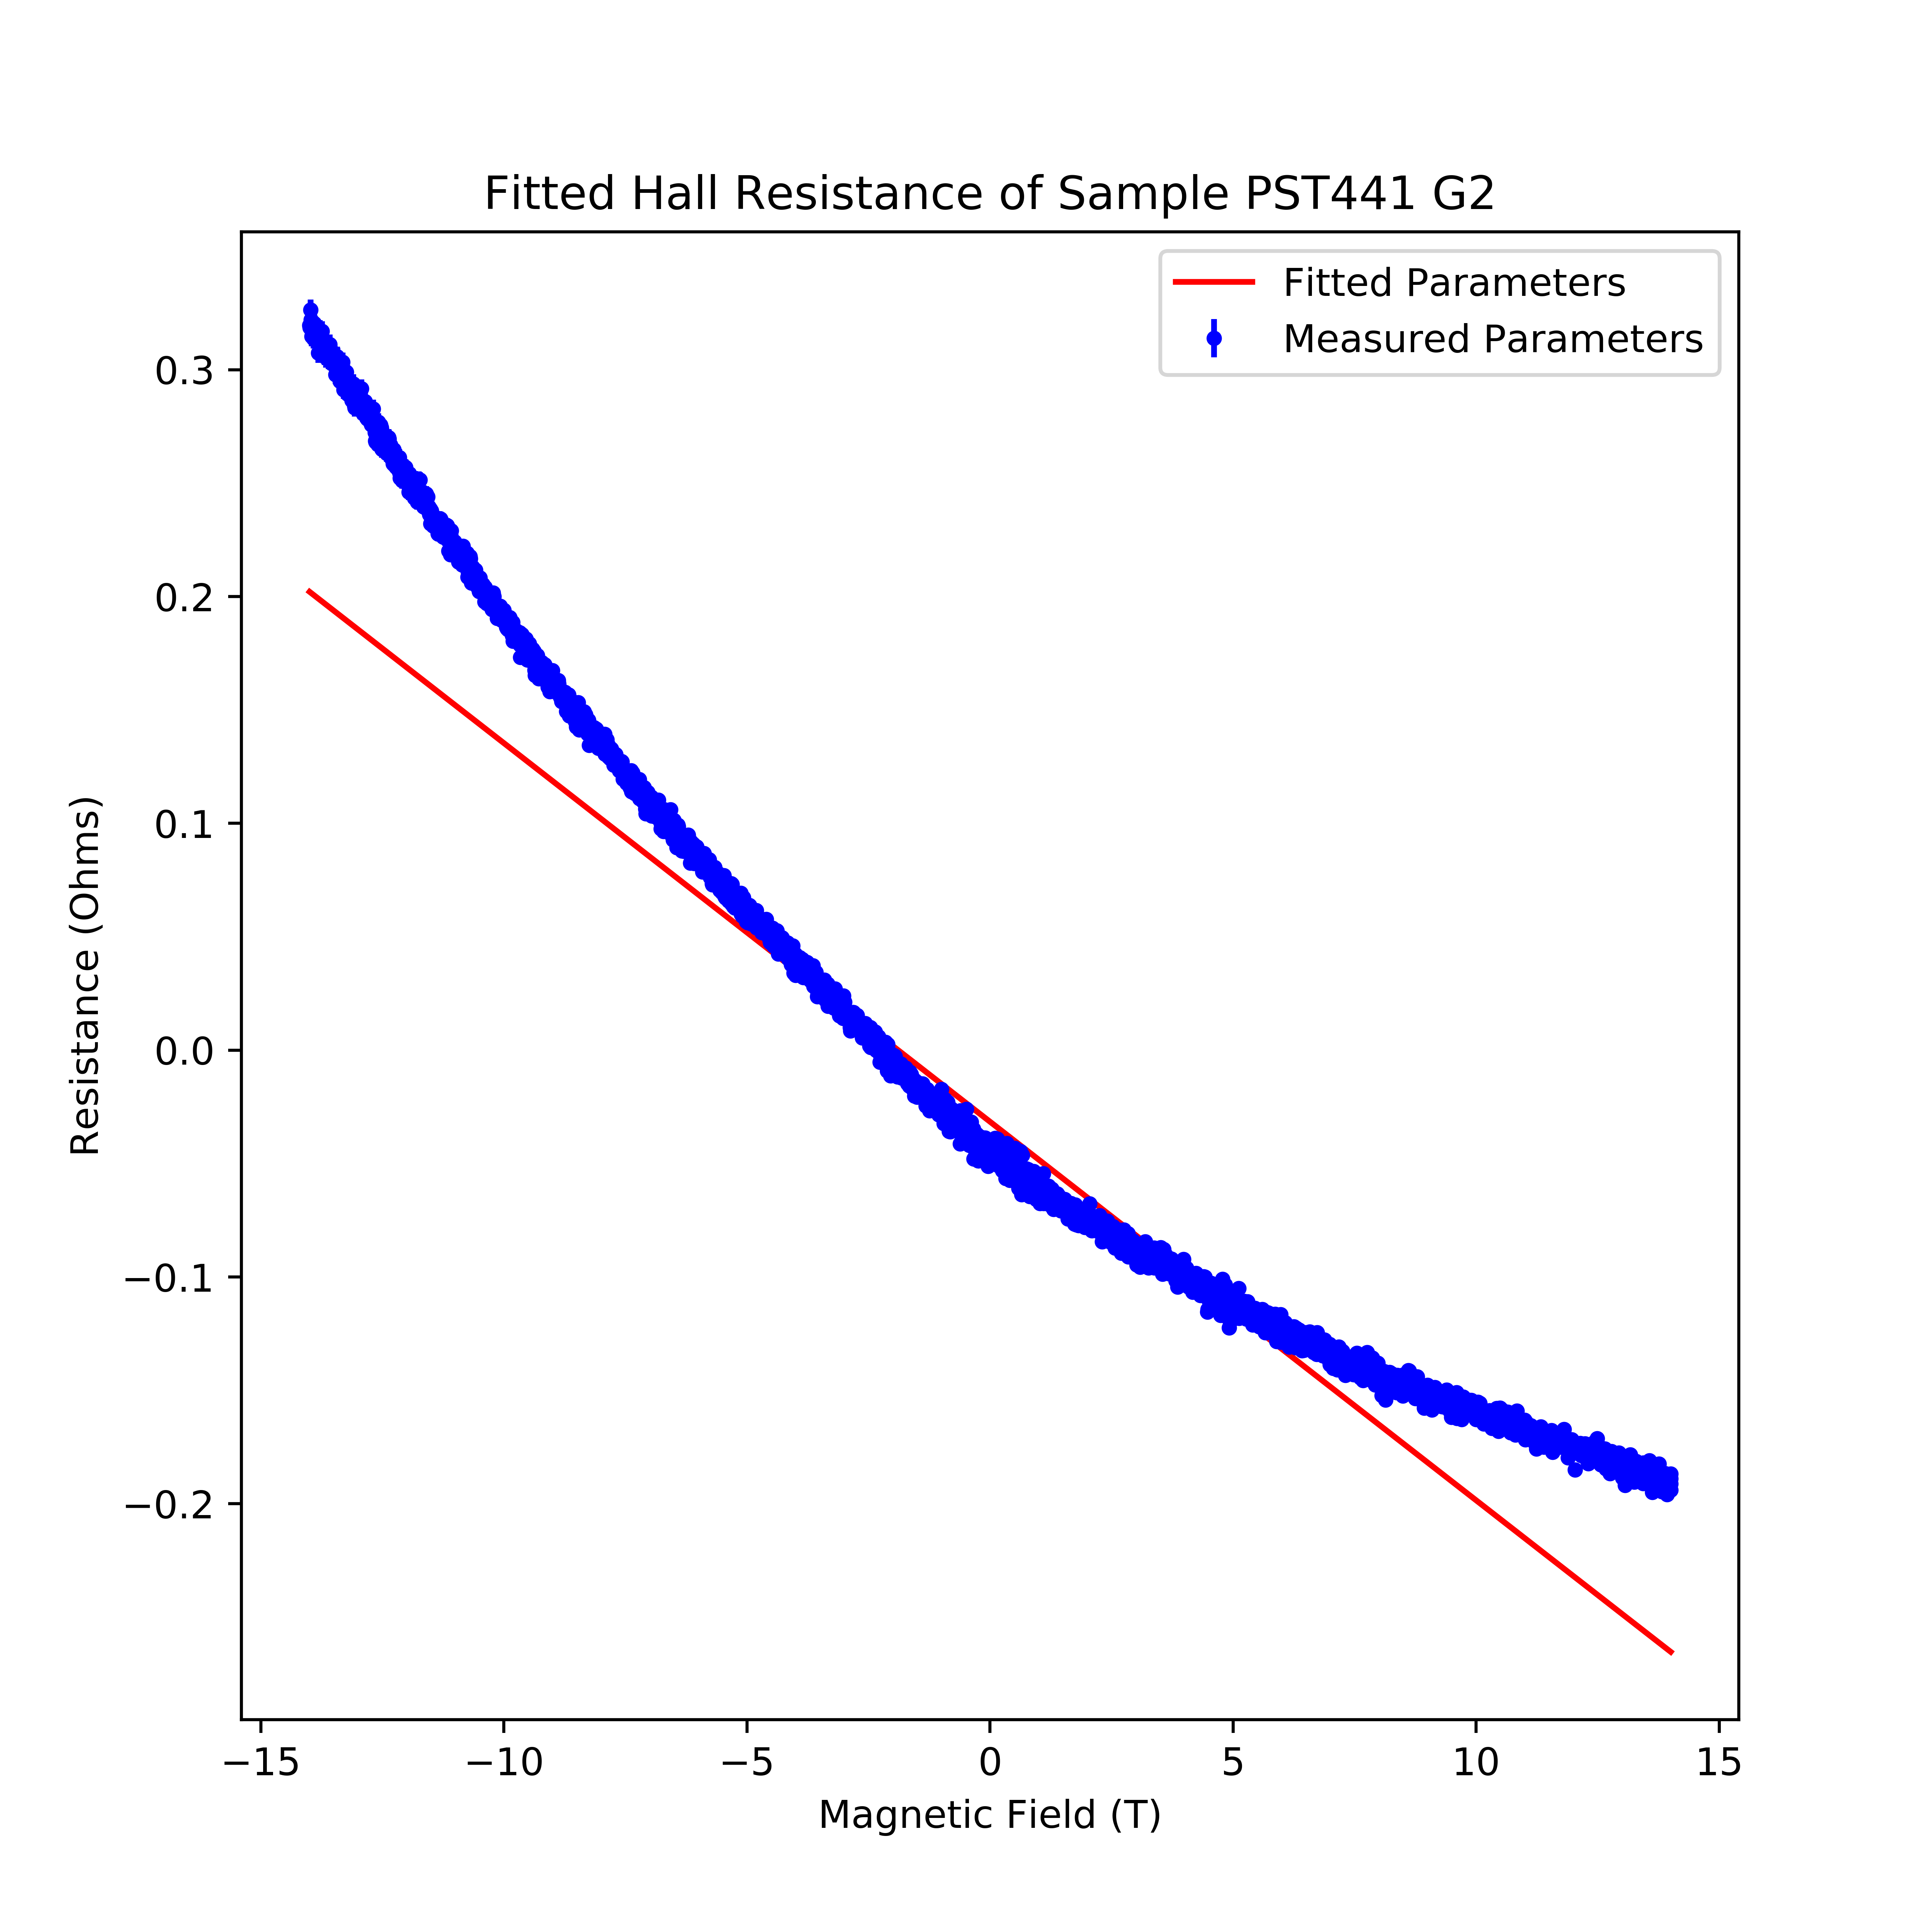 Fitted Hall Resistance of Sample PST441 G2
Fitted Parameters
Measured Parameters
0.3
0.2
0.1
0.0
−0.1
−0.2
Resistance (Ohms)
−15 −10 −5 0 5 10 15
Magnetic Field (T)